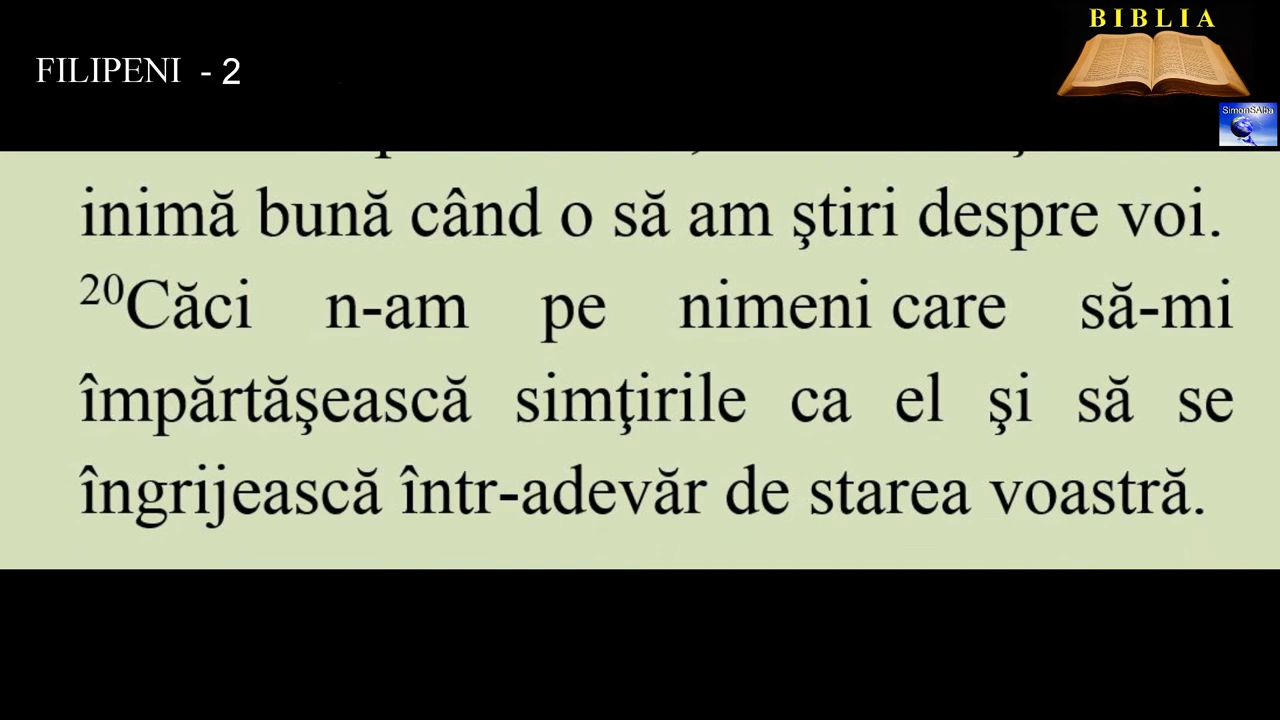 BIBLIA
FILIPENI - 2
SimonSAlba
inimă bună când o să am ştiri despre voi.
20Căci n-am pe nimeni care să-mi
împărtăşească simţirile ca el şi să se
îngrijească într-adevăr de starea voastră.